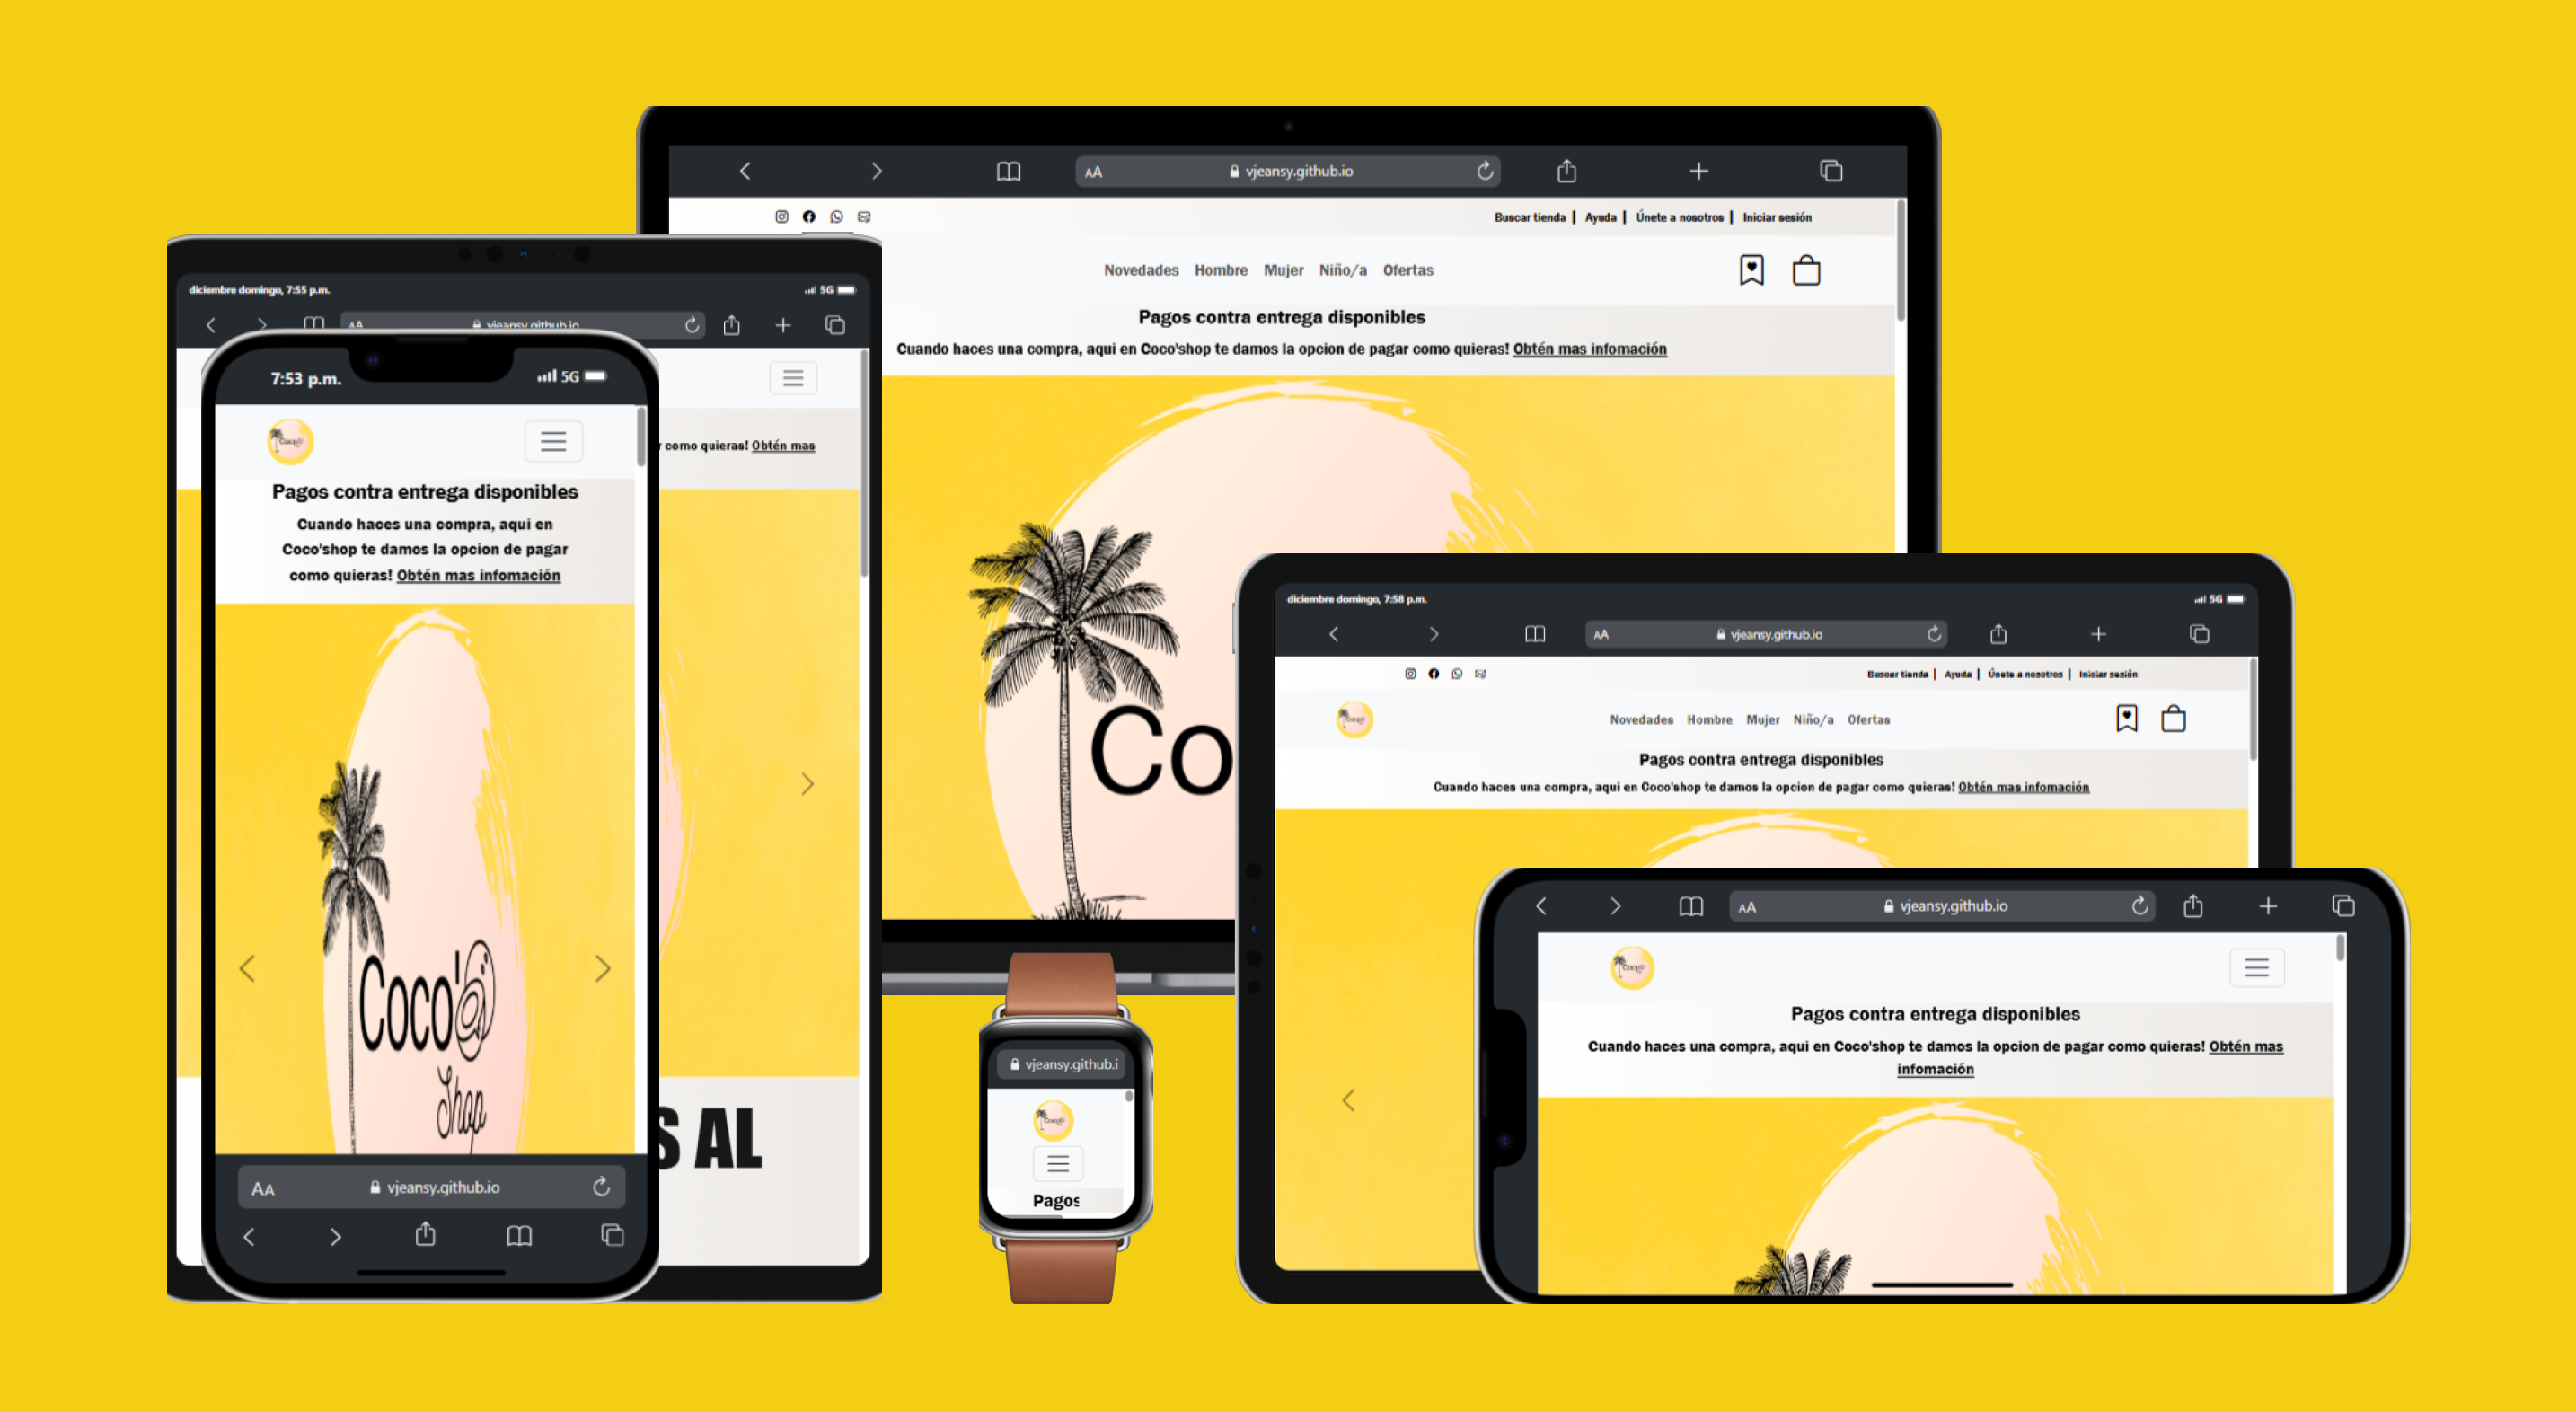 AA vjeansy.github.io
Buscar tienda | Ayuda | Únete a nosotros | Iniciar sesión
Novedades Hombre Mujer Niño/a Ofertas
Pagos contra entrega disponibles
Cuando haces una compra, aqui en Coco'shop te damos la opcion de pagar como quieras! Obtén mas infomación
Co
diciembre domingo, 7:55 p.m. 5G
AA vjeansy.github.io
como quieras! Obtén mas
S AL
7:53 p.m. 5G
Coco
Pagos contra entrega disponibles
Cuando haces una compra, aqui en
Coco'shop te damos la opcion de pagar
como quieras! Obtén mas infomación
Coco'
Shop
AA vjeansy.github.io
vjeansy.github.i
Coco
Pagos
diciembre domingo, 7:58 p.m. 5G
AA vjeansy.github.io
Buscar tienda | Ayuda | Únete a nosotros | Iniciar sesión
Coco
Novedades Hombre Mujer Niño/a Ofertas
Pagos contra entrega disponibles
Cuando haces una compra, aqui en Coco'shop te damos la opcion de pagar como quieras! Obtén mas infomación
AA vjeansy.github.io
Coco
Pagos contra entrega disponibles
Cuando haces una compra, aqui en Coco'shop te damos la opcion de pagar como quieras! Obtén mas
infomación